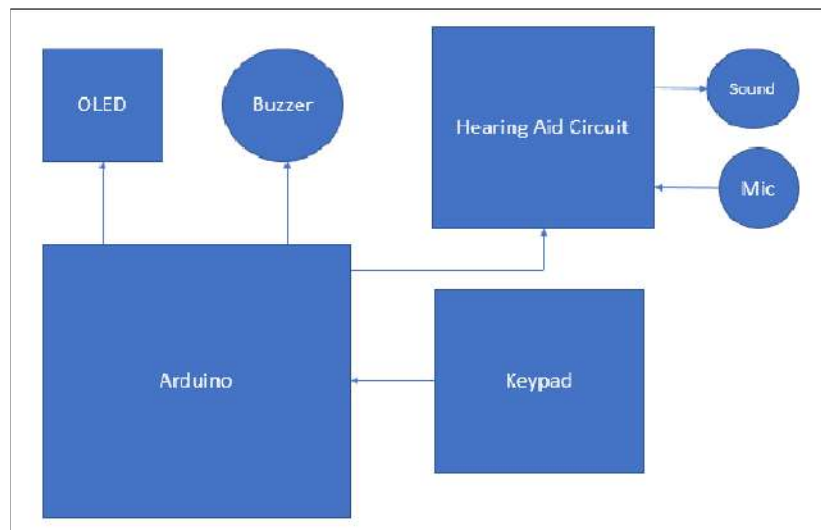 OLED
Buzzer
Hearing Aid Circuit
Sound
Mic
Arduino
Keypad